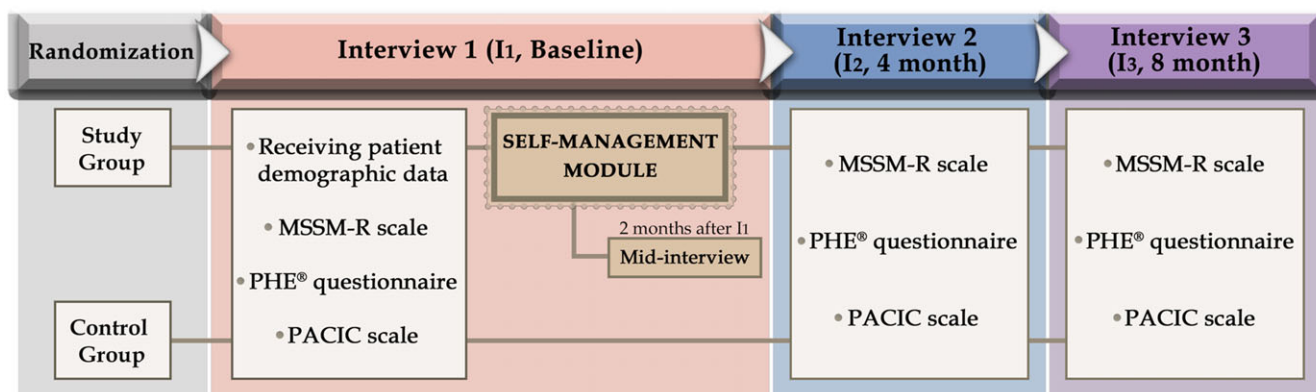 Randomization
Interview 1 (I1, Baseline)
Interview 2
(I2, 4 month)
Interview 3
(I3, 8 month)
Study
Group
• Receiving patient
demographic data
• MSSM-R scale
• PHE® questionnaire
• PACIC scale
SELF-MANAGEMENT
MODULE
2 months after I1
Mid-interview
• MSSM-R scale
• PHE® questionnaire
• PACIC scale
• MSSM-R scale
• PHE® questionnaire
• PACIC scale
Control
Group